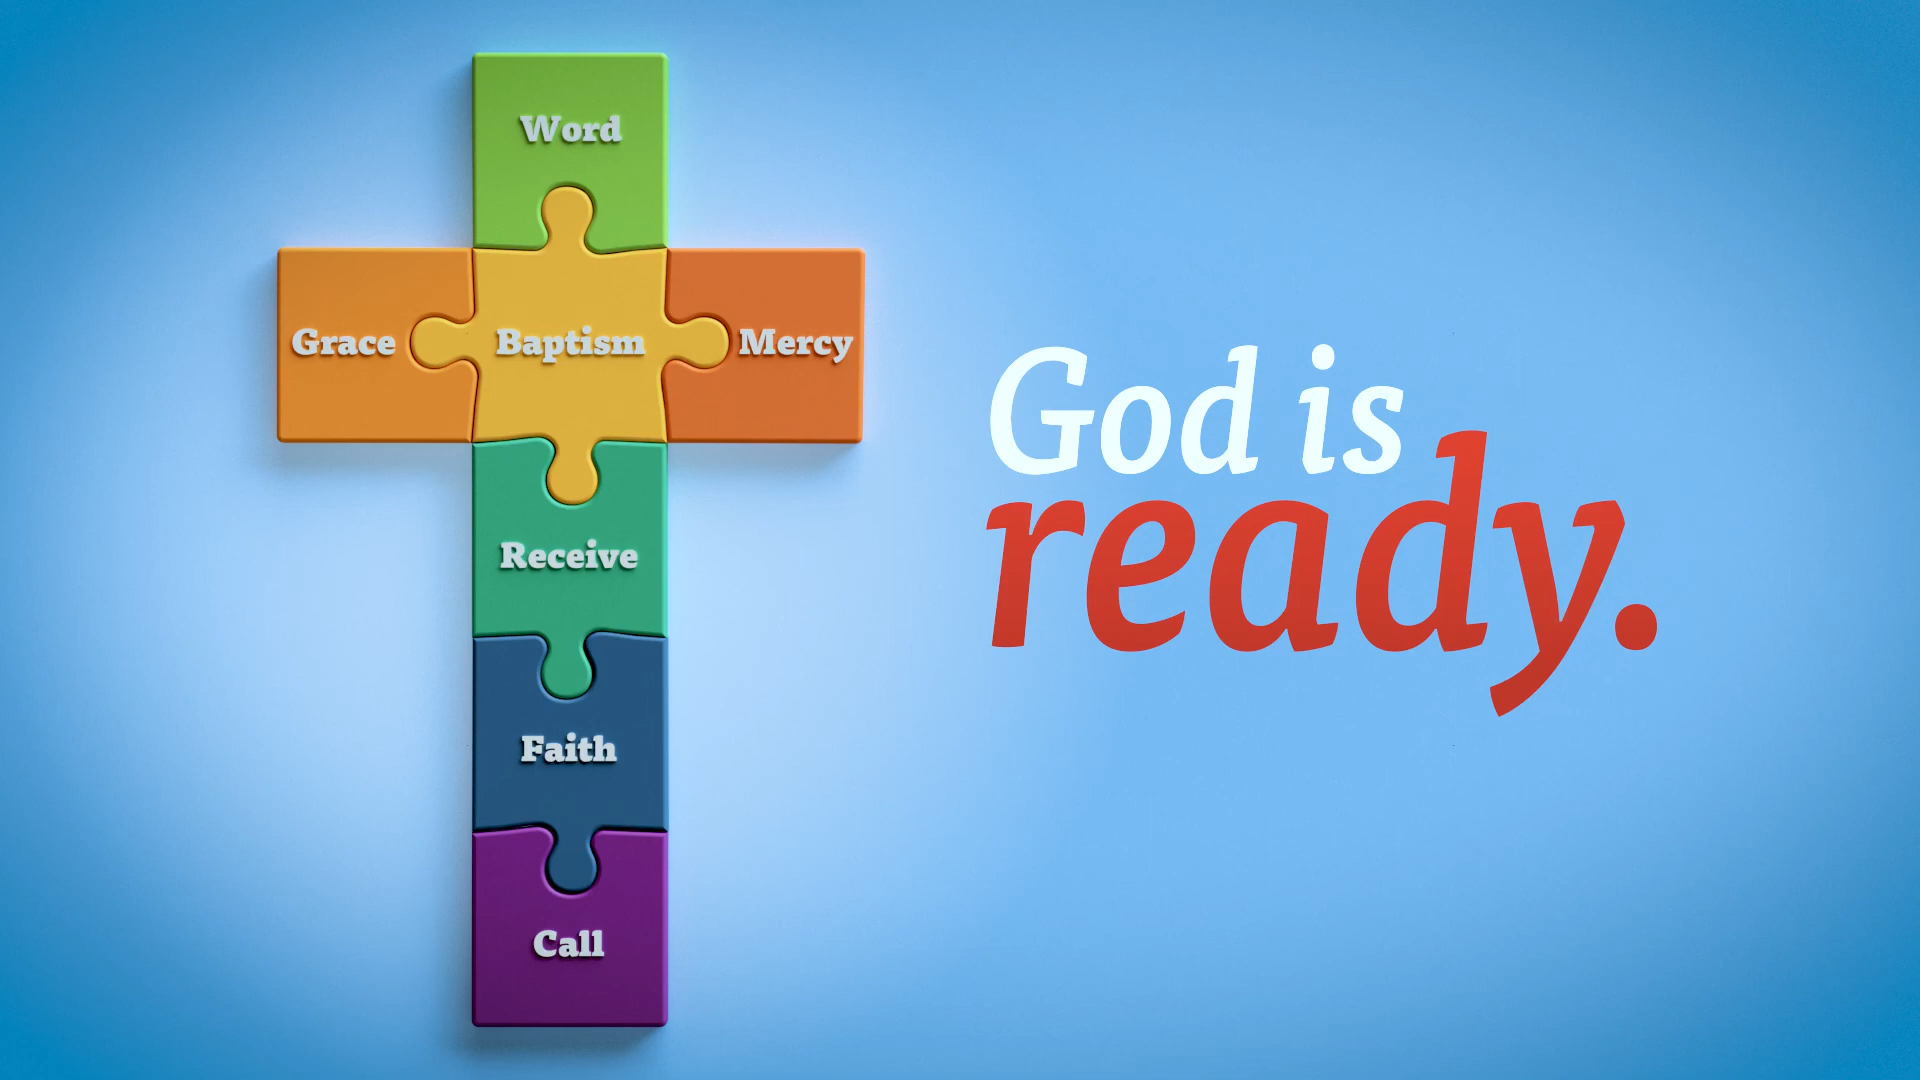 Word
Grace Baptism Mercy
Receive
Faith
Call
God is
ready.